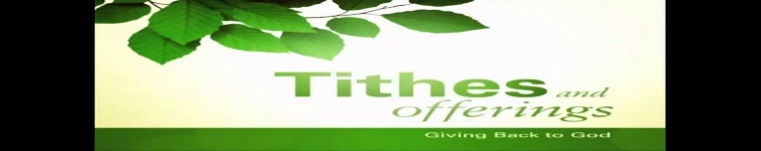 Tithes and
offerings
Giving Back to God